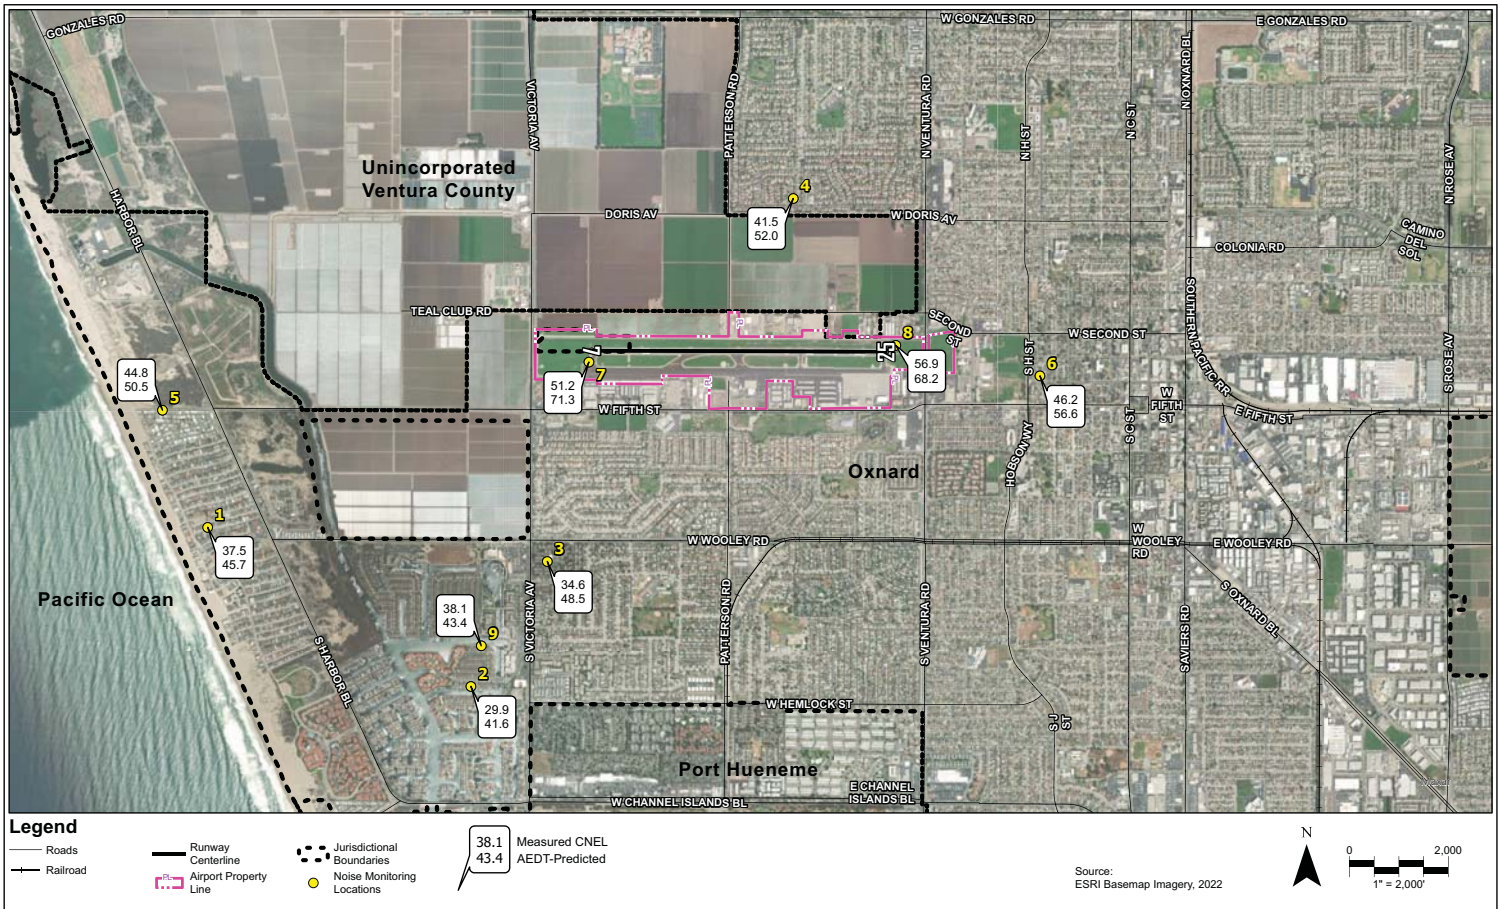 GONZALES RD
W GONZALES RD
E GONZALES RD
VICTORIA AV
PATTERSON RD
N VENTURA RD
N H ST
N C ST
N OXNARD BL
N ROSE AV
Unincorporated
Ventura County
4
41.5
52.0
HARBOR BL
DORIS AV
W DORIS AV
COLONIA RD
CAMINO
DEL
SOL
TEAL CLUB RD
SECOND
ST
W SECOND ST
SOUTHERN PACIFIC RR
PL
PL
PL
PL
7
25
8
56.9
68.2
7
51.2
71.3
S H ST
6
46.2
56.6
S ROSE AV
44.8
50.5
5
W FIFTH ST
W
FIFTH
ST
E FIFTH ST
S C ST
HOBSON WY
Oxnard
1
37.5
45.7
W WOOLEY RD
W
WOOLEY
RD
E WOOLEY RD
3
34.6
48.5
Pacific Ocean
38.1
43.4
9
S VICTORIA AV
PATTERSON RD
S VENTURA RD
SAVIERS RD
S OXNARD BL
S HARBOR BL
2
29.9
41.6
W HEMLOCK ST
S J
ST
Port Hueneme
E CHANNEL
ISLANDS BL
W CHANNEL ISLANDS BL
Legend
Roads
Railroad
Runway
Centerline
PL
Airport Property
Line
Jurisdictional
Boundaries
Noise Monitoring
Locations
38.1
43.4
Measured CNEL
AEDT-Predicted
Source:
ESRI Basemap Imagery, 2022
N
0
2,000
1" = 2,000'